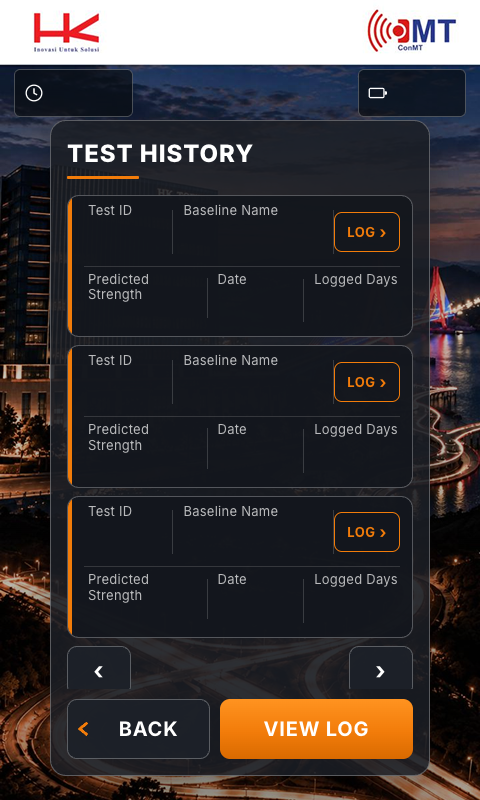 HK
Inovasi Untuk Solusi
MT
ConMT
TEST HISTORY
Test ID
Baseline Name
LOG ›
Predicted
Strength
Date
Logged Days
Test ID
Baseline Name
LOG ›
Predicted
Strength
Date
Logged Days
Test ID
Baseline Name
LOG ›
Predicted
Strength
Date
Logged Days
‹
›
BACK
VIEW LOG